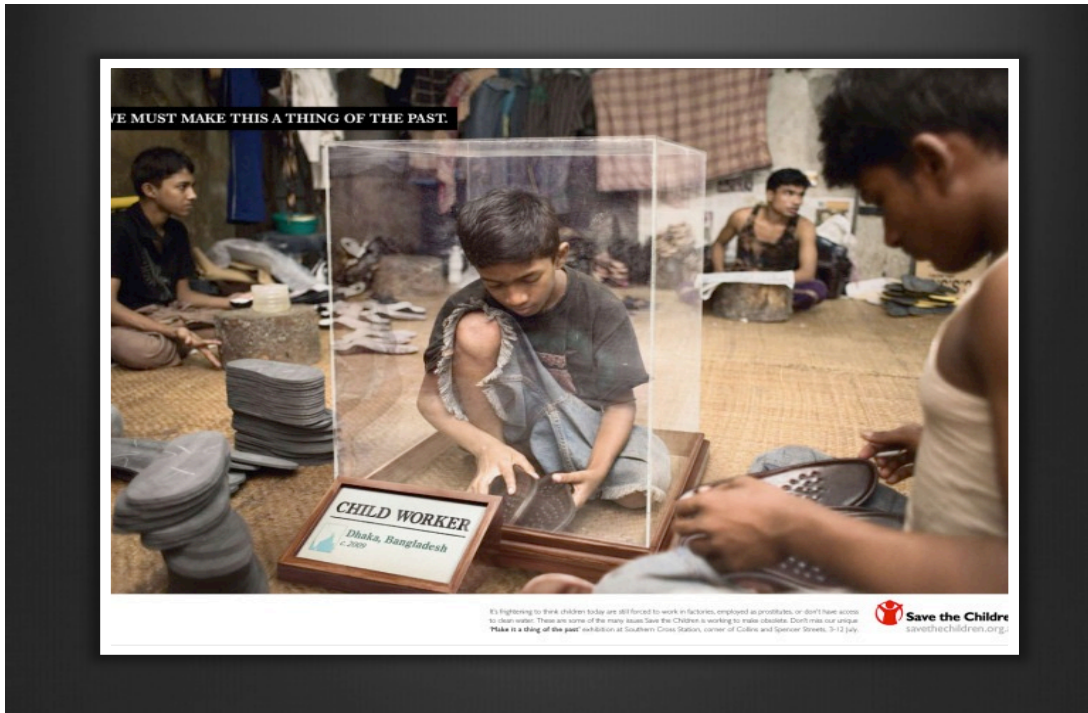 VE MUST MAKE THIS A THING OF THE PAST.
CHILD WORKER
Dhaka, Bangladesh
c.2009
It's frightening to think children today are still forced to work in factories, employed as prostitutes, or don't have access
to clean water. These are some of the many issues Save the Children is working to make obsolete. Don't miss our unique
'Make it a thing of the past' exhibition at Southern Cross Station, corner of Collins and Spencer Streets, 3-12 July.
Save the Childre
savethechildren.org.